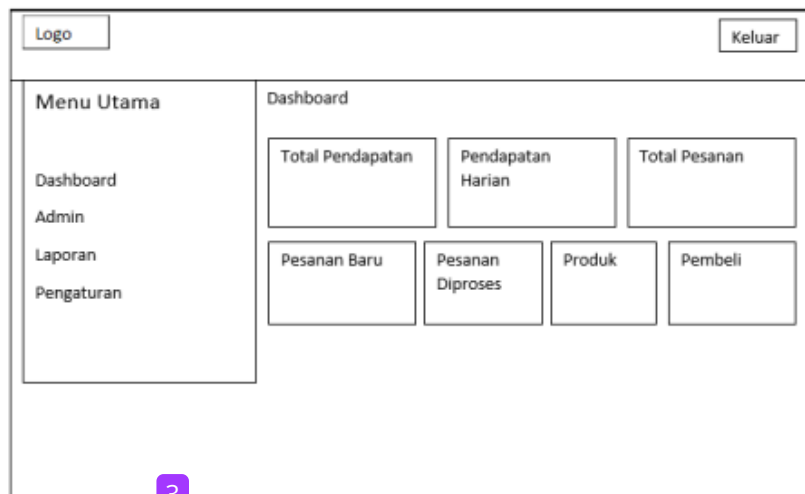 Logo
Keluar
Menu Utama
Dashboard
Admin
Laporan
Pengaturan
Dashboard
Total Pendapatan
Pendapatan
Harian
Total Pesanan
Pesanan Baru
Pesanan
Diproses
Produk
Pembeli